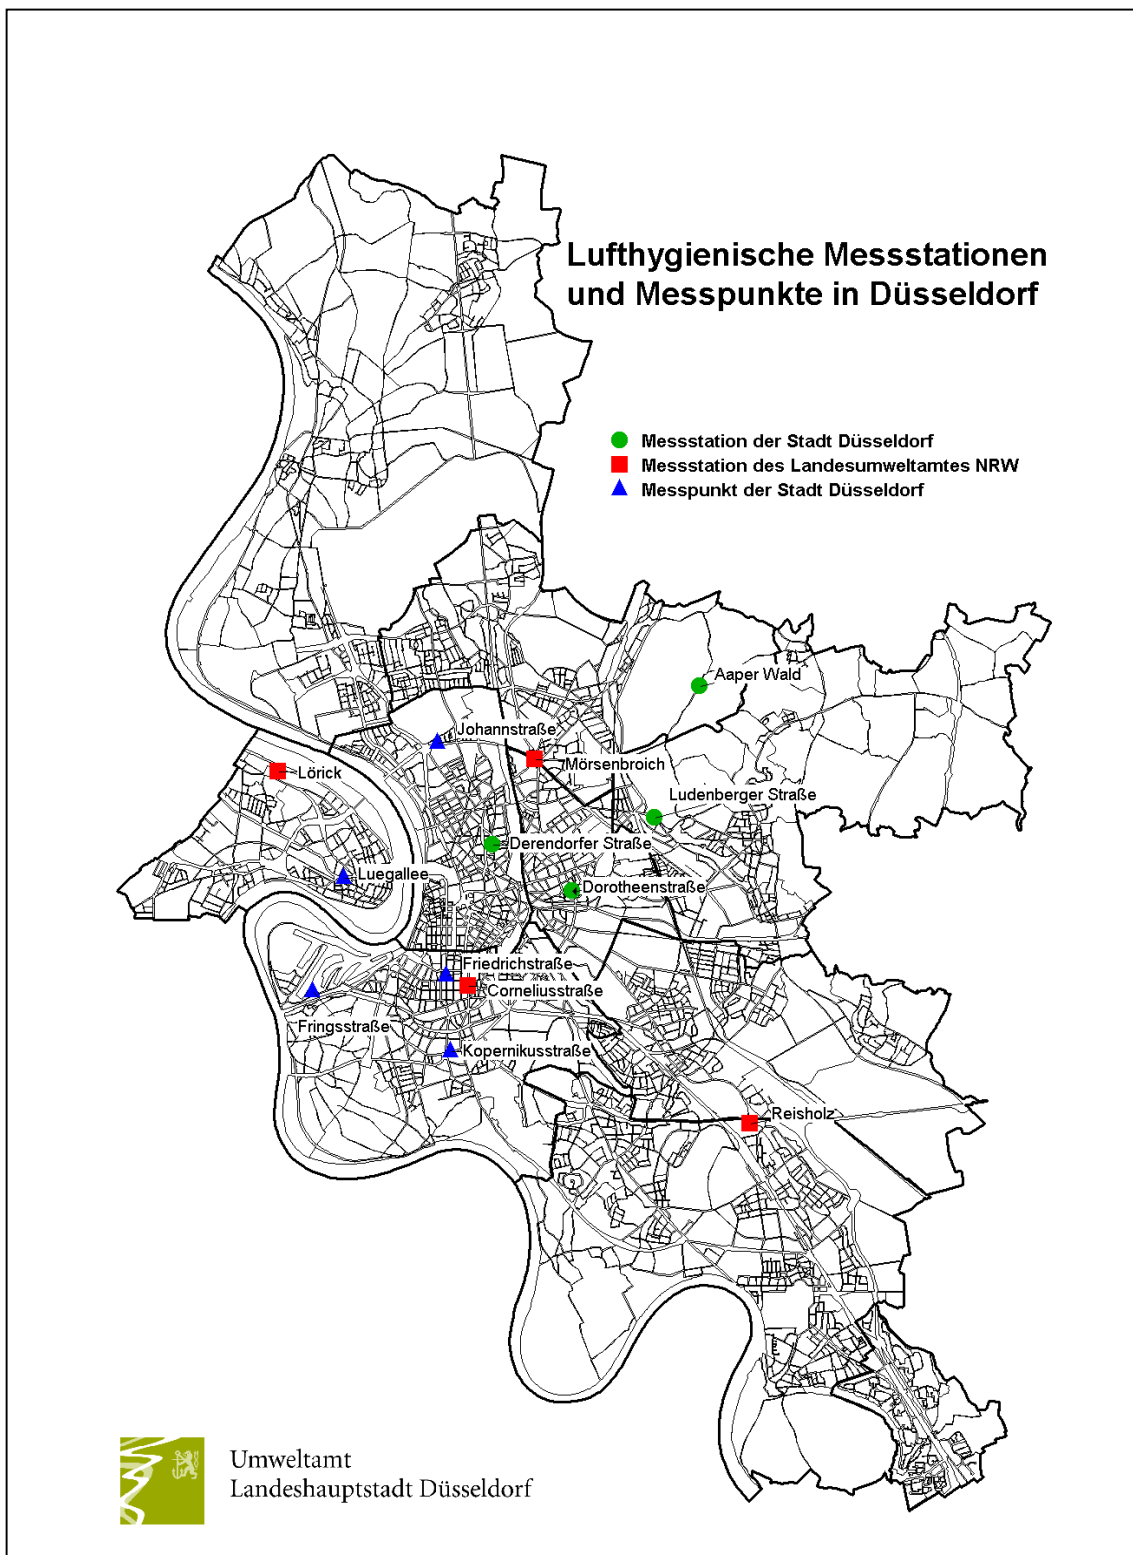 Lufthygienische Messstationen
und Messpunkte in Düsseldorf
Messstation der Stadt Düsseldorf
Messstation des Landesumweltamtes NRW
Messpunkt der Stadt Düsseldorf
Aaper Wald
Johannstraße
Mörsenbroich
Lörick
Ludenberger Straße
Derendorfer Straße
Luegallee
Dorotheenstraße
Friedrichstraße
Corneliusstraße
Fringsstraße
Kopernikusstraße
Reisholz
Umweltamt
Landeshauptstadt Düsseldorf